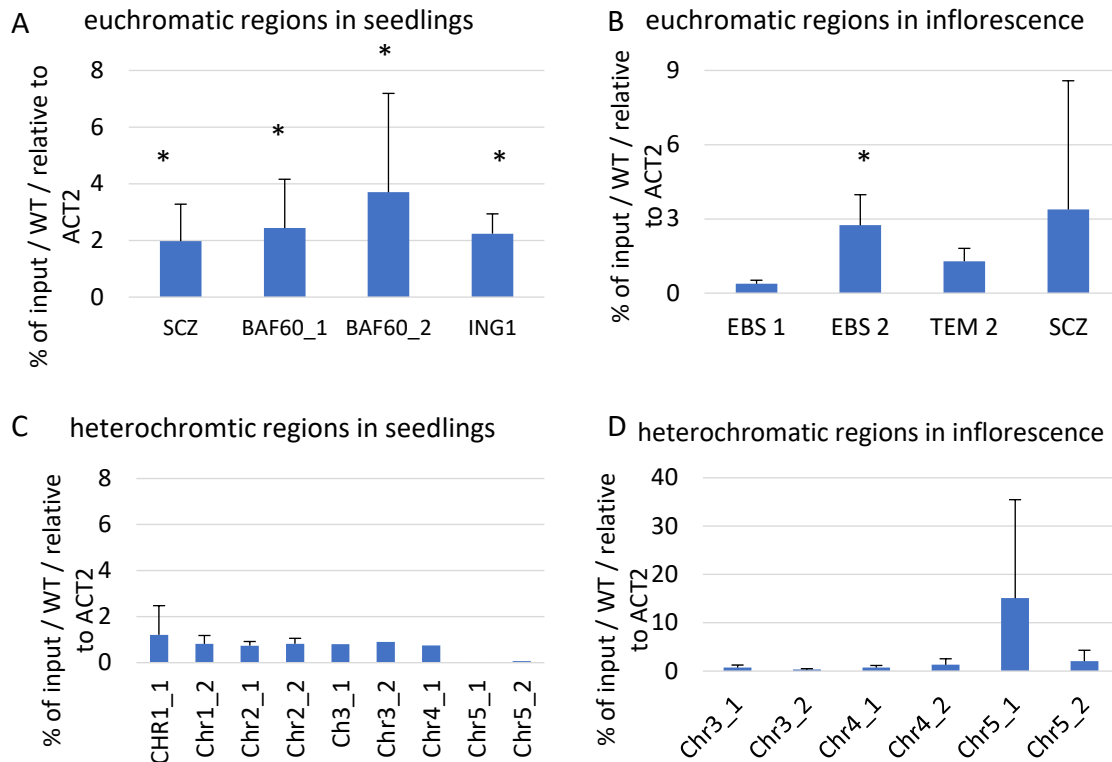 A euchromatic regions in seedlings
% of input / WT / relative to
ACT2
8
6
4
2
0
* * * *
SCZ BAF60_1 BAF60_2 ING1
B euchromatic regions in inflorescence
% of input / WT / relative
to ACT2
9
6
3
0
*
EBS 1 EBS 2 TEM 2 SCZ
C heterochromtic regions in seedlings
% of input / WT / relative
to ACT2
8
6
4
2
0
CHR1_1
Chr1_2
Chr2_1
Chr2_2
Ch3_1
Chr3_2
Chr4_1
Chr5_1
Chr5_2
D heterochromatic regions in inflorescence
% of input / WT / relative
to ACT2
40
30
20
10
0
Chr3_1
Chr3_2
Chr4_1
Chr4_2
Chr5_1
Chr5_2